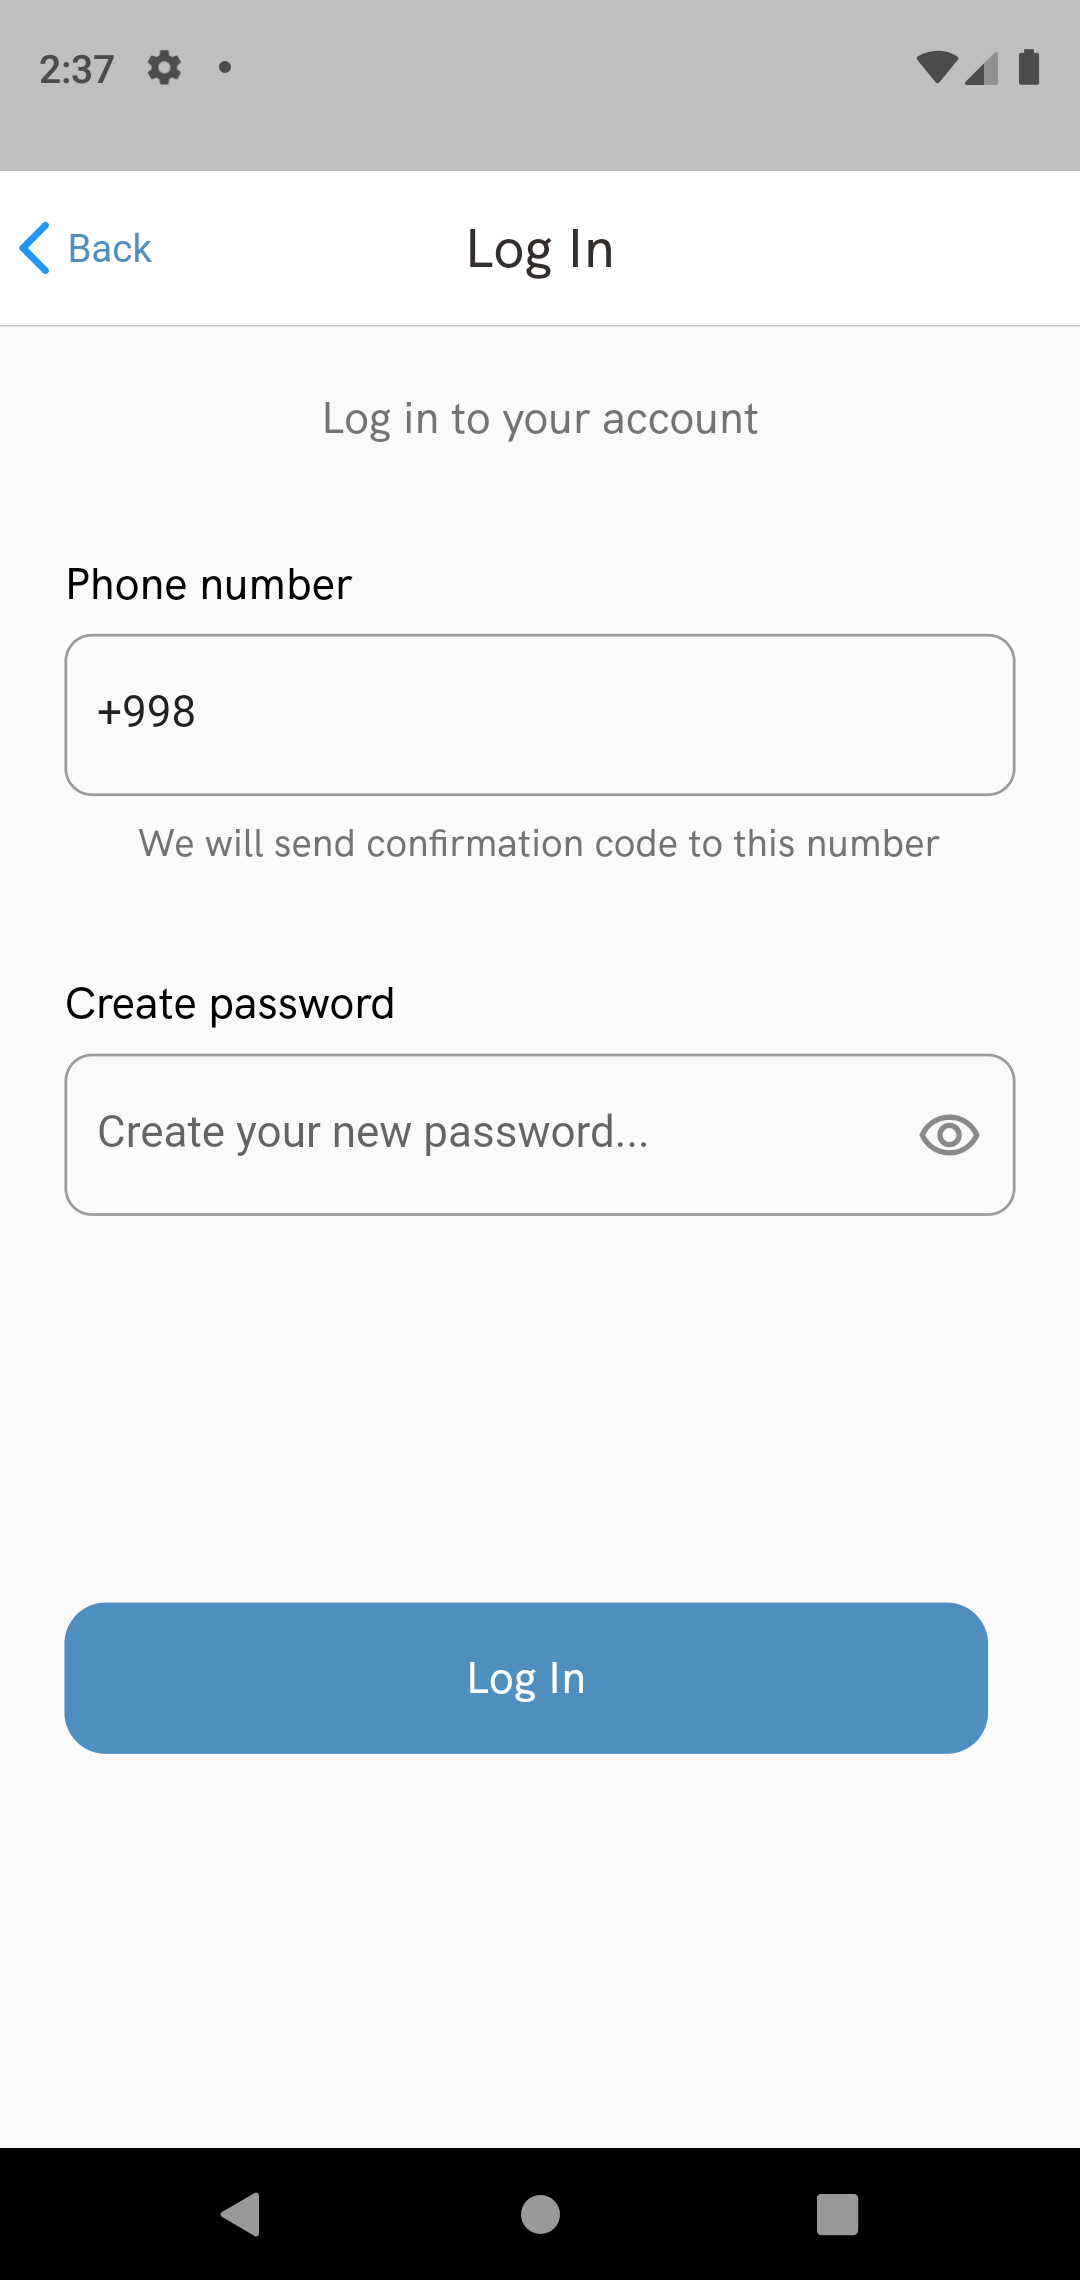 2:37
Back
Log In
Log in to your account
Phone number
+998
We will send confirmation code to this number
Create password
Create your new password...
Log In